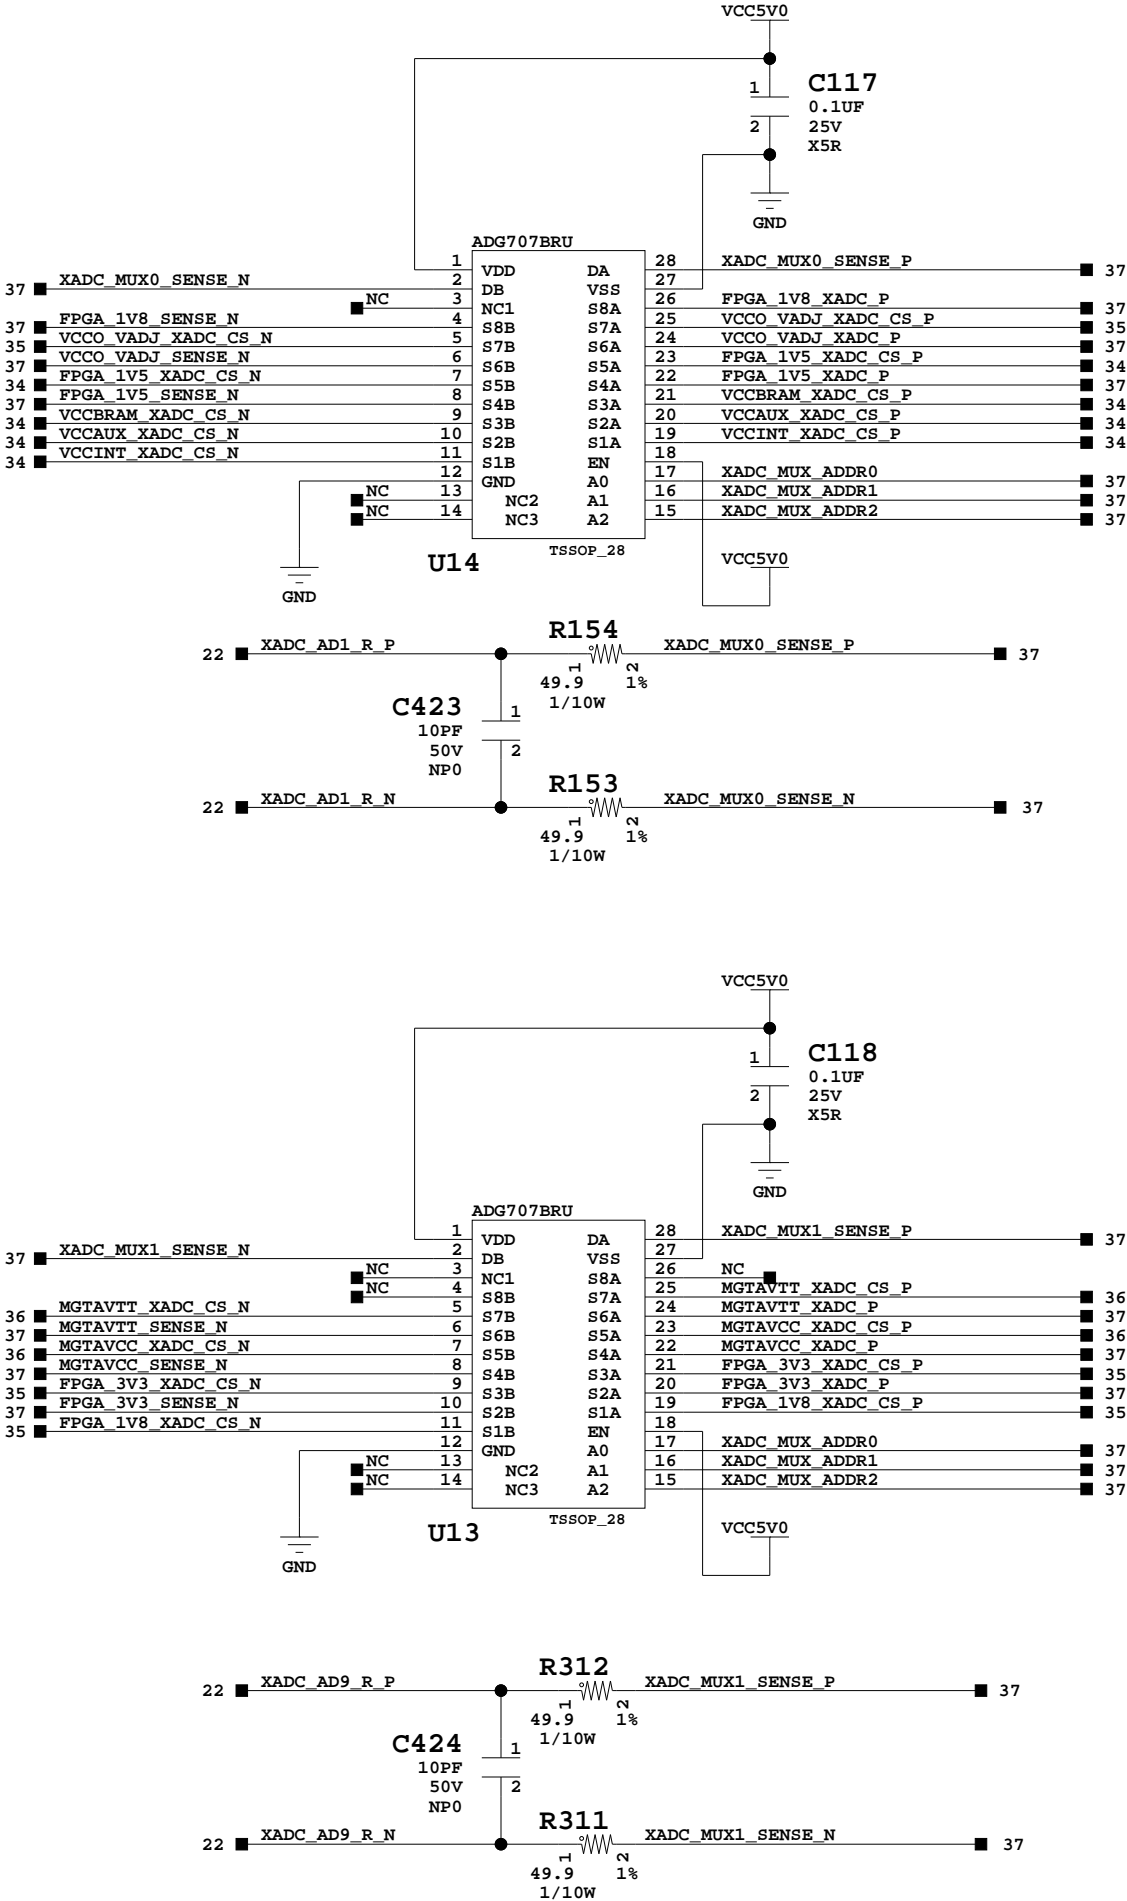 VCC5V0
1
C117
0.1UF
2
25V
X5R
GND
ADG707BRU
1 VDD DA 28 XADC_MUX0_SENSE_P 37
37 XADC_MUX0_SENSE_N 2 DB VSS 27
NC 3 NC1 S8A 26 FPGA_1V8_XADC_P 37
37 FPGA_1V8_SENSE_N 4 S8B S7A 25 VCCO_VADJ_XADC_CS_P 35
35 VCCO_VADJ_XADC_CS_N 5 S7B S6A 24 VCCO_VADJ_XADC_P 37
37 VCCO_VADJ_SENSE_N 6 S6B S5A 23 FPGA_1V5_XADC_CS_P 34
34 FPGA_1V5_XADC_CS_N 7 S5B S4A 22 FPGA_1V5_XADC_P 37
37 FPGA_1V5_SENSE_N 8 S4B S3A 21 VCCBRAM_XADC_CS_P 34
34 VCCBRAM_XADC_CS_N 9 S3B S2A 20 VCCAUX_XADC_CS_P 34
34 VCCAUX_XADC_CS_N 10 S2B S1A 19 VCCINT_XADC_CS_P 34
34 VCCINT_XADC_CS_N 11 S1B EN 18
12 GND A0 17 XADC_MUX_ADDR0 37
NC 13 NC2 A1 16 XADC_MUX_ADDR1 37
NC 14 NC3 A2 15 XADC_MUX_ADDR2 37
U14 TSSOP_28 VCC5V0
GND
R154
22 XADC_AD1_R_P XADC_MUX0_SENSE_P 37
1 2
49.9 1%
1/10W
C423 1
10PF
50V 2
NP0
R153
22 XADC_AD1_R_N XADC_MUX0_SENSE_N 37
1 2
49.9 1%
1/10W
VCC5V0
1
C118
0.1UF
2
25V
X5R
GND
ADG707BRU
1 VDD DA 28 XADC_MUX1_SENSE_P 37
37 XADC_MUX1_SENSE_N 2 DB VSS 27
NC 3 NC1 S8A 26 NC
NC 4 S8B S7A 25 MGTAVTT_XADC_CS_P 36
36 MGTAVTT_XADC_CS_N 5 S7B S6A 24 MGTAVTT_XADC_P 37
37 MGTAVTT_SENSE_N 6 S6B S5A 23 MGTAVCC_XADC_CS_P 36
36 MGTAVCC_XADC_CS_N 7 S5B S4A 22 MGTAVCC_XADC_P 37
37 MGTAVCC_SENSE_N 8 S4B S3A 21 FPGA_3V3_XADC_CS_P 35
35 FPGA_3V3_XADC_CS_N 9 S3B S2A 20 FPGA_3V3_XADC_P 37
37 FPGA_3V3_SENSE_N 10 S2B S1A 19 FPGA_1V8_XADC_CS_P 35
35 FPGA_1V8_XADC_CS_N 11 S1B EN 18
12 GND A0 17 XADC_MUX_ADDR0 37
NC 13 NC2 A1 16 XADC_MUX_ADDR1 37
NC 14 NC3 A2 15 XADC_MUX_ADDR2 37
U13 TSSOP_28 VCC5V0
GND
R312
22 XADC_AD9_R_P XADC_MUX1_SENSE_P 37
1 2
49.9 1%
1/10W
C424 1
10PF
50V 2
NP0
R311
22 XADC_AD9_R_N XADC_MUX1_SENSE_N 37
1 2
49.9 1%
1/10W